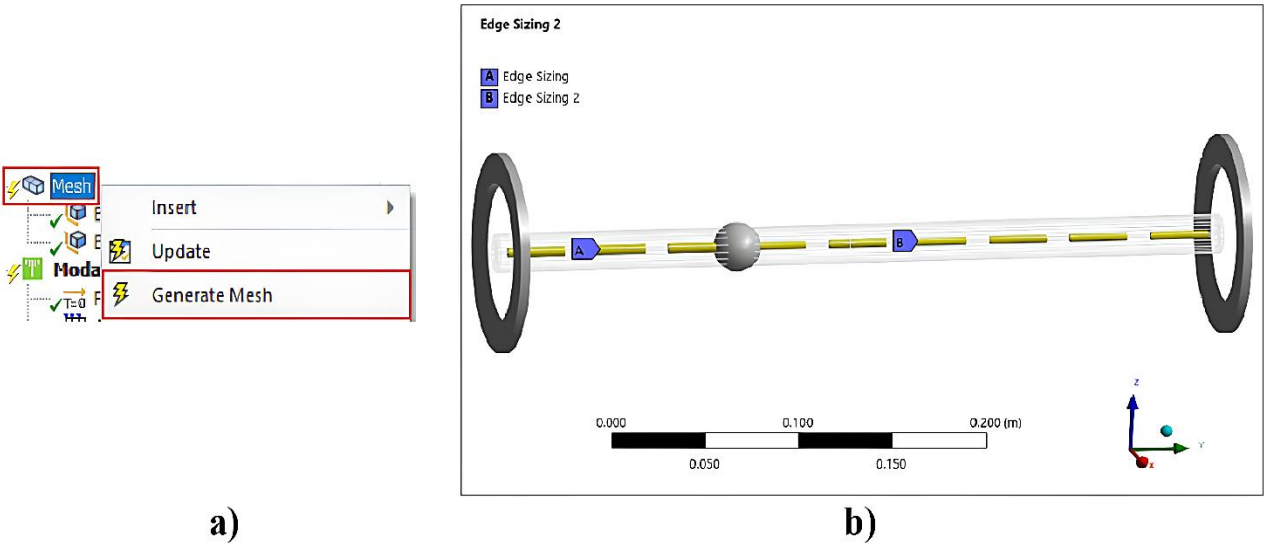 Mesh
Insert
Update
Moda
Generate Mesh
T=0
a)
Edge Sizing 2
A Edge Sizing
B Edge Sizing 2
A
B
0.000 0.100 0.200 (m)
0.050 0.150
Z
Y
X
b)